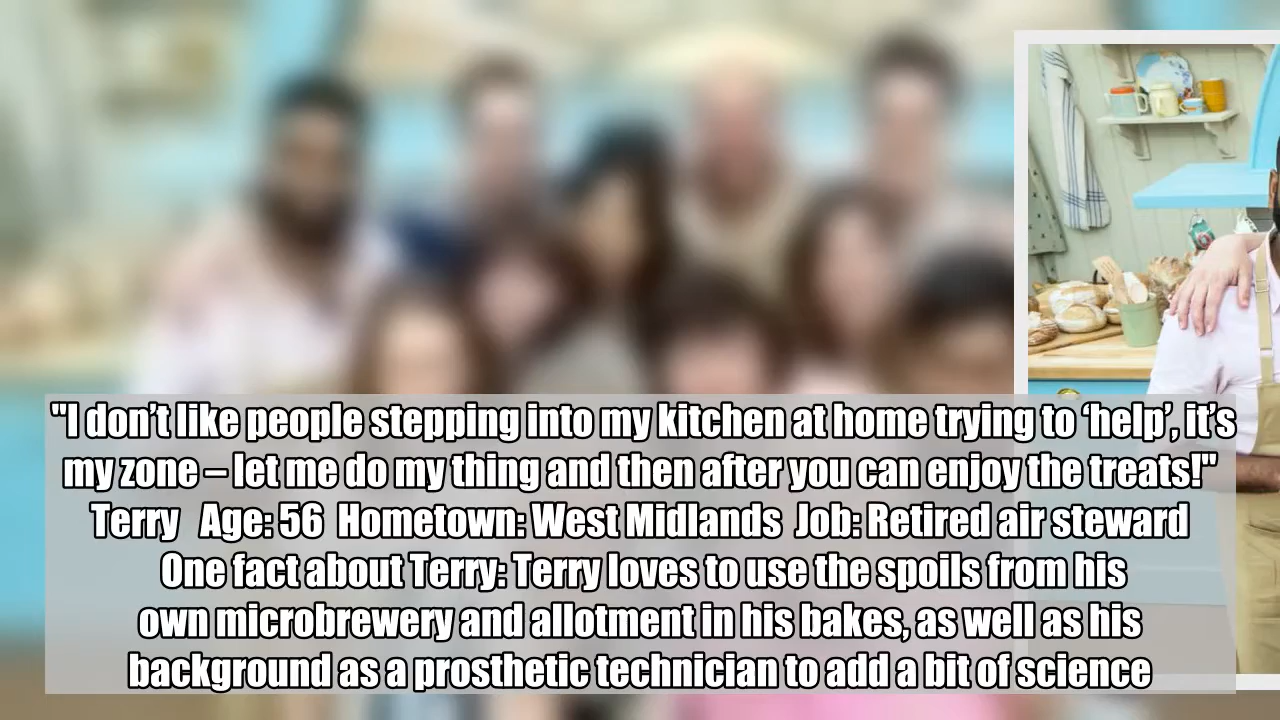 "I don’t like people stepping into my kitchen at home trying to ‘help’, it’s
my zone – let me do my thing and then after you can enjoy the treats!"
Terry   Age: 56  Hometown: West Midlands  Job: Retired air steward
One fact about Terry: Terry loves to use the spoils from his
own microbrewery and allotment in his bakes, as well as his
background as a prosthetic technician to add a bit of science